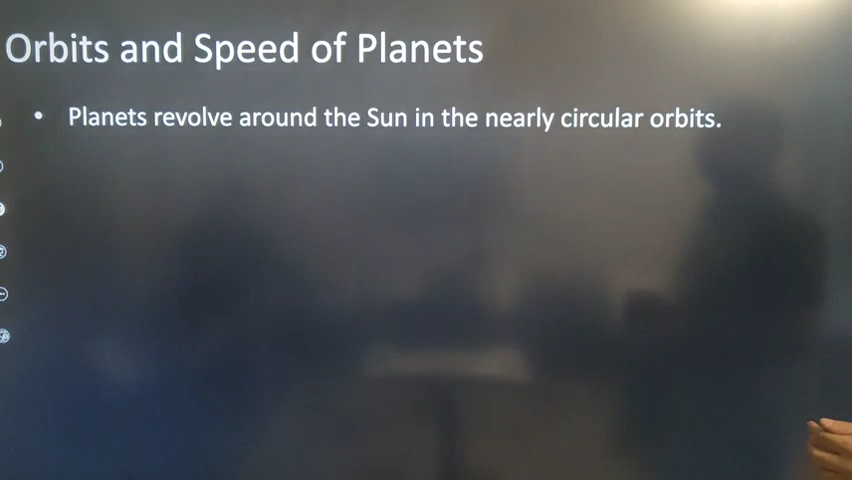 Orbits and Speed of Planets
• Planets revolve around the Sun in the nearly circular orbits.